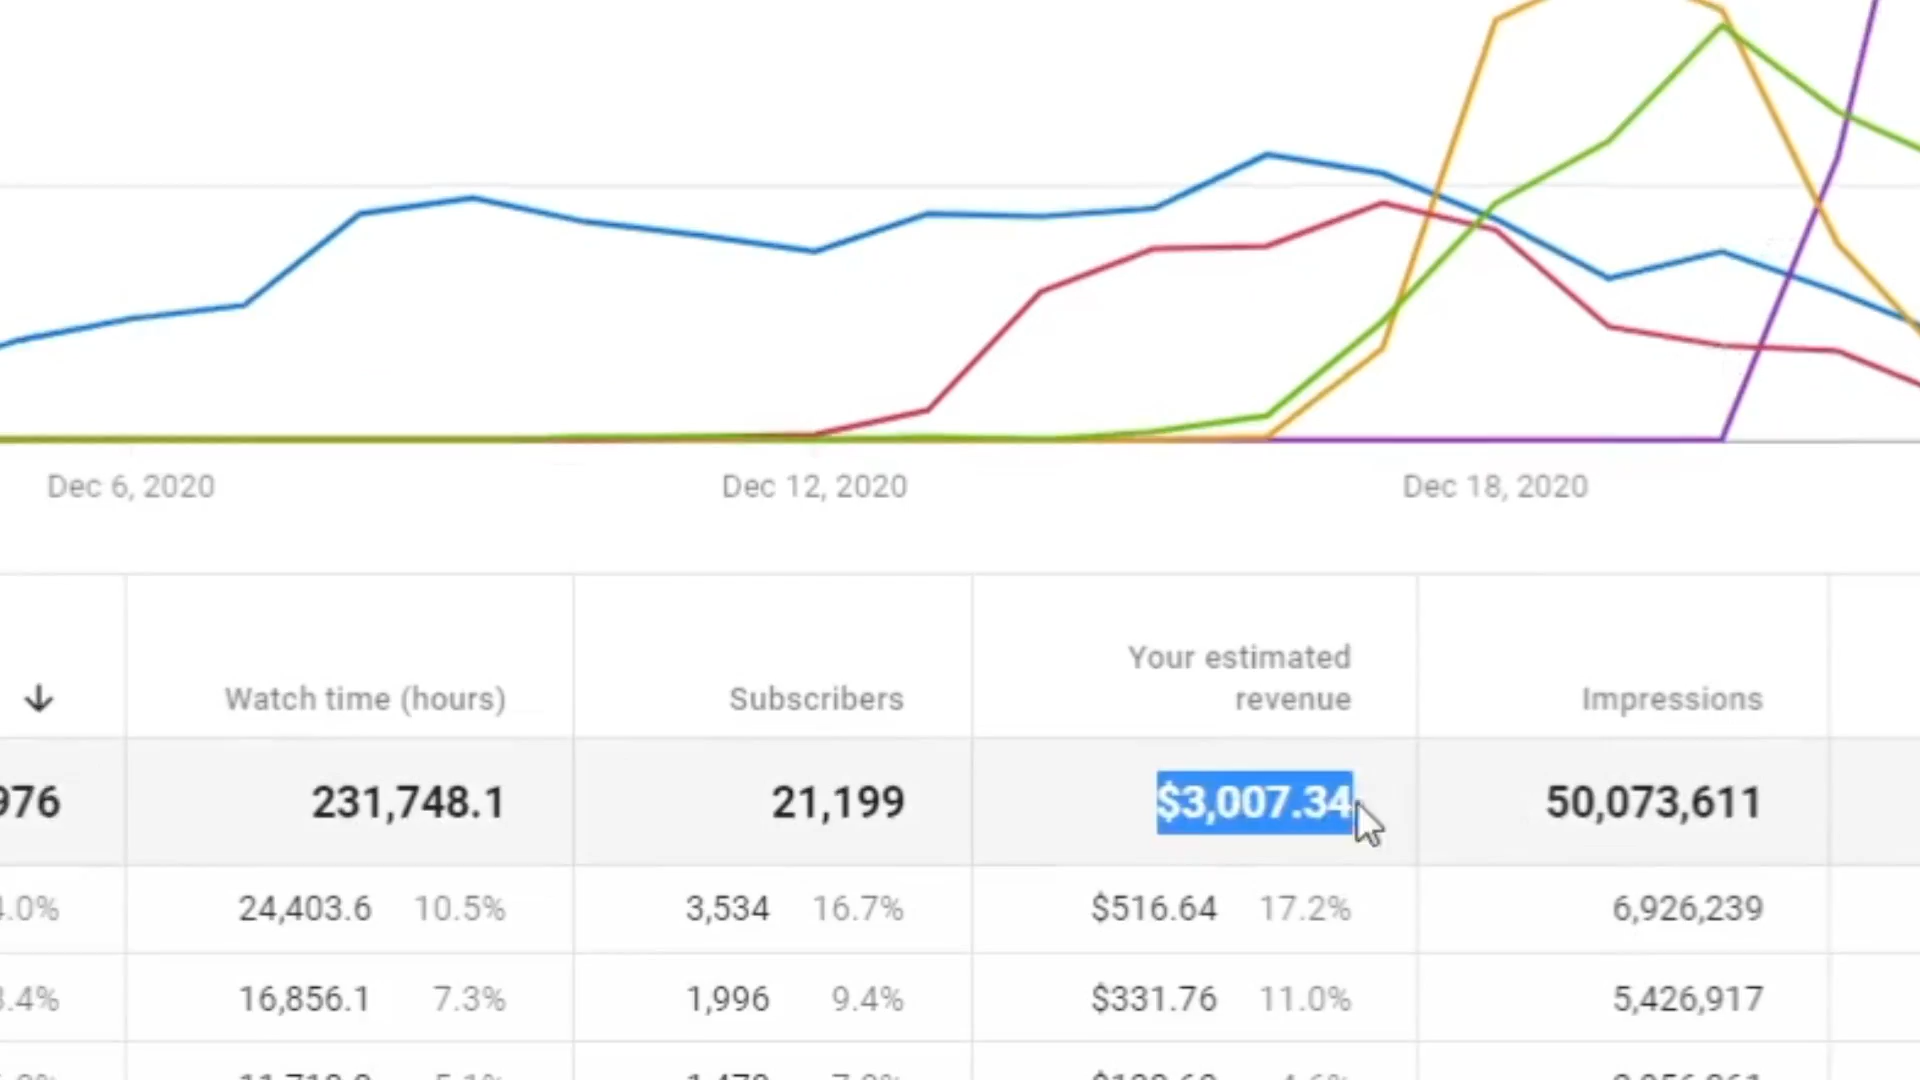 Dec 6, 2020 Dec 12, 2020 Dec 18, 2020
Your estimated
Watch time (hours) Subscribers revenue Impressions
976 231,748.1 21,199 $3,007.34 50,073,611
.0% 24,403.6 10.5% 3,534 16.7% $516.64 17.2% 6,926,239
.4% 16,856.1 7.3% 1,996 9.4% $331.76 11.0% 5,426,917